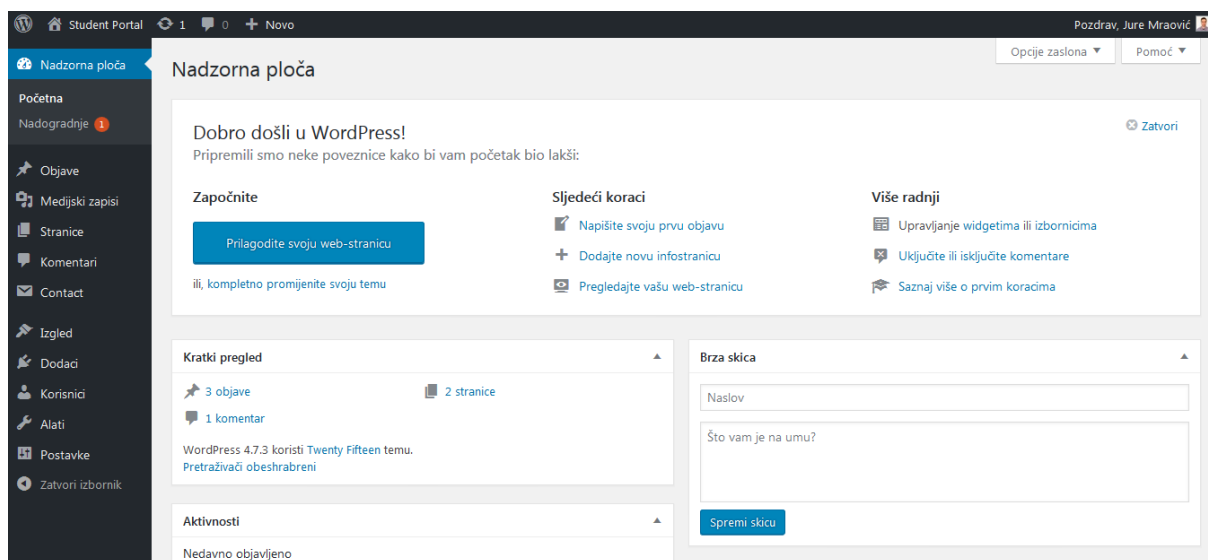 Student Portal 1 0 Novo Pozdrav, Jure Mraović
Opcije zaslona Pomoć
Nadzorna ploča
Početna
Nadogradnje 1
Objave
Medijski zapisi
Stranice
Komentari
Contact
Izgled
Dodaci
Korisnici
Alati
Postavke
Zatvori izbornik
Nadzorna ploča
Dobro došli u WordPress!
Zatvori
Pripremili smo neke poveznice kako bi vam početak bio lakši:
Započnite
Prilagodite svoju web-stranicu
ili, kompletno promijenite svoju temu
Sljedeći koraci
Napišite svoju prvu objavu
Dodajte novu infostranicu
Pregledajte vašu web-stranicu
Više radnji
Upravljanje widgetima ili izbornicima
Uključite ili isključite komentare
Saznaj više o prvim koracima
Kratki pregled
3 objave
2 stranice
1 komentar
WordPress 4.7.3 koristi Twenty Fifteen temu.
Pretraživači obeshrabreni
Aktivnosti
Nedavno objavljeno
Brza skica
Naslov
Što vam je na umu?
Spremi skicu